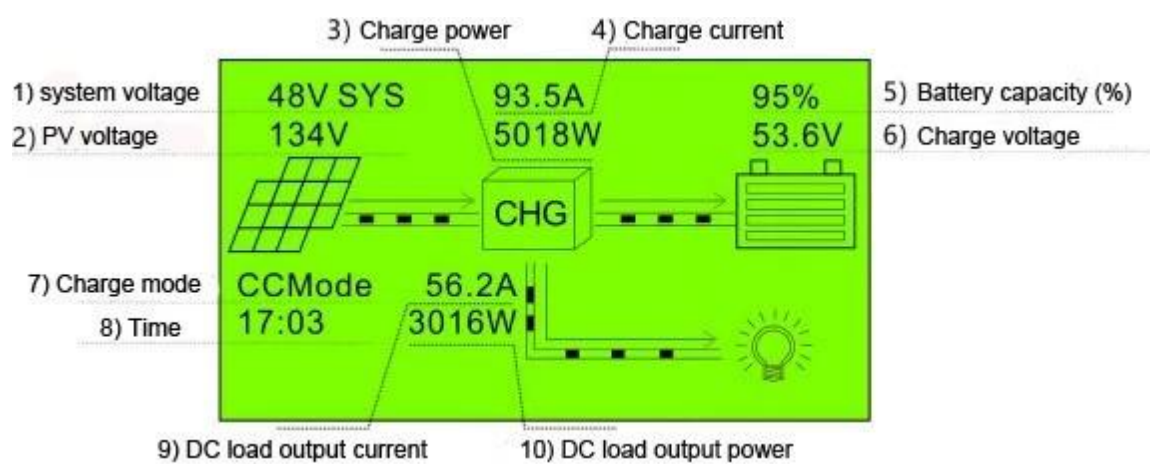 3) Charge power
4) Charge current
1) system voltage
48V SYS
93.5A
95%
5) Battery capacity (%)
2) PV voltage
134V
5018W
53.6V
6) Charge voltage
CHG
7) Charge mode
CCMode
56.2A
8) Time
17:03
3016W
9) DC load output current
10) DC load output power